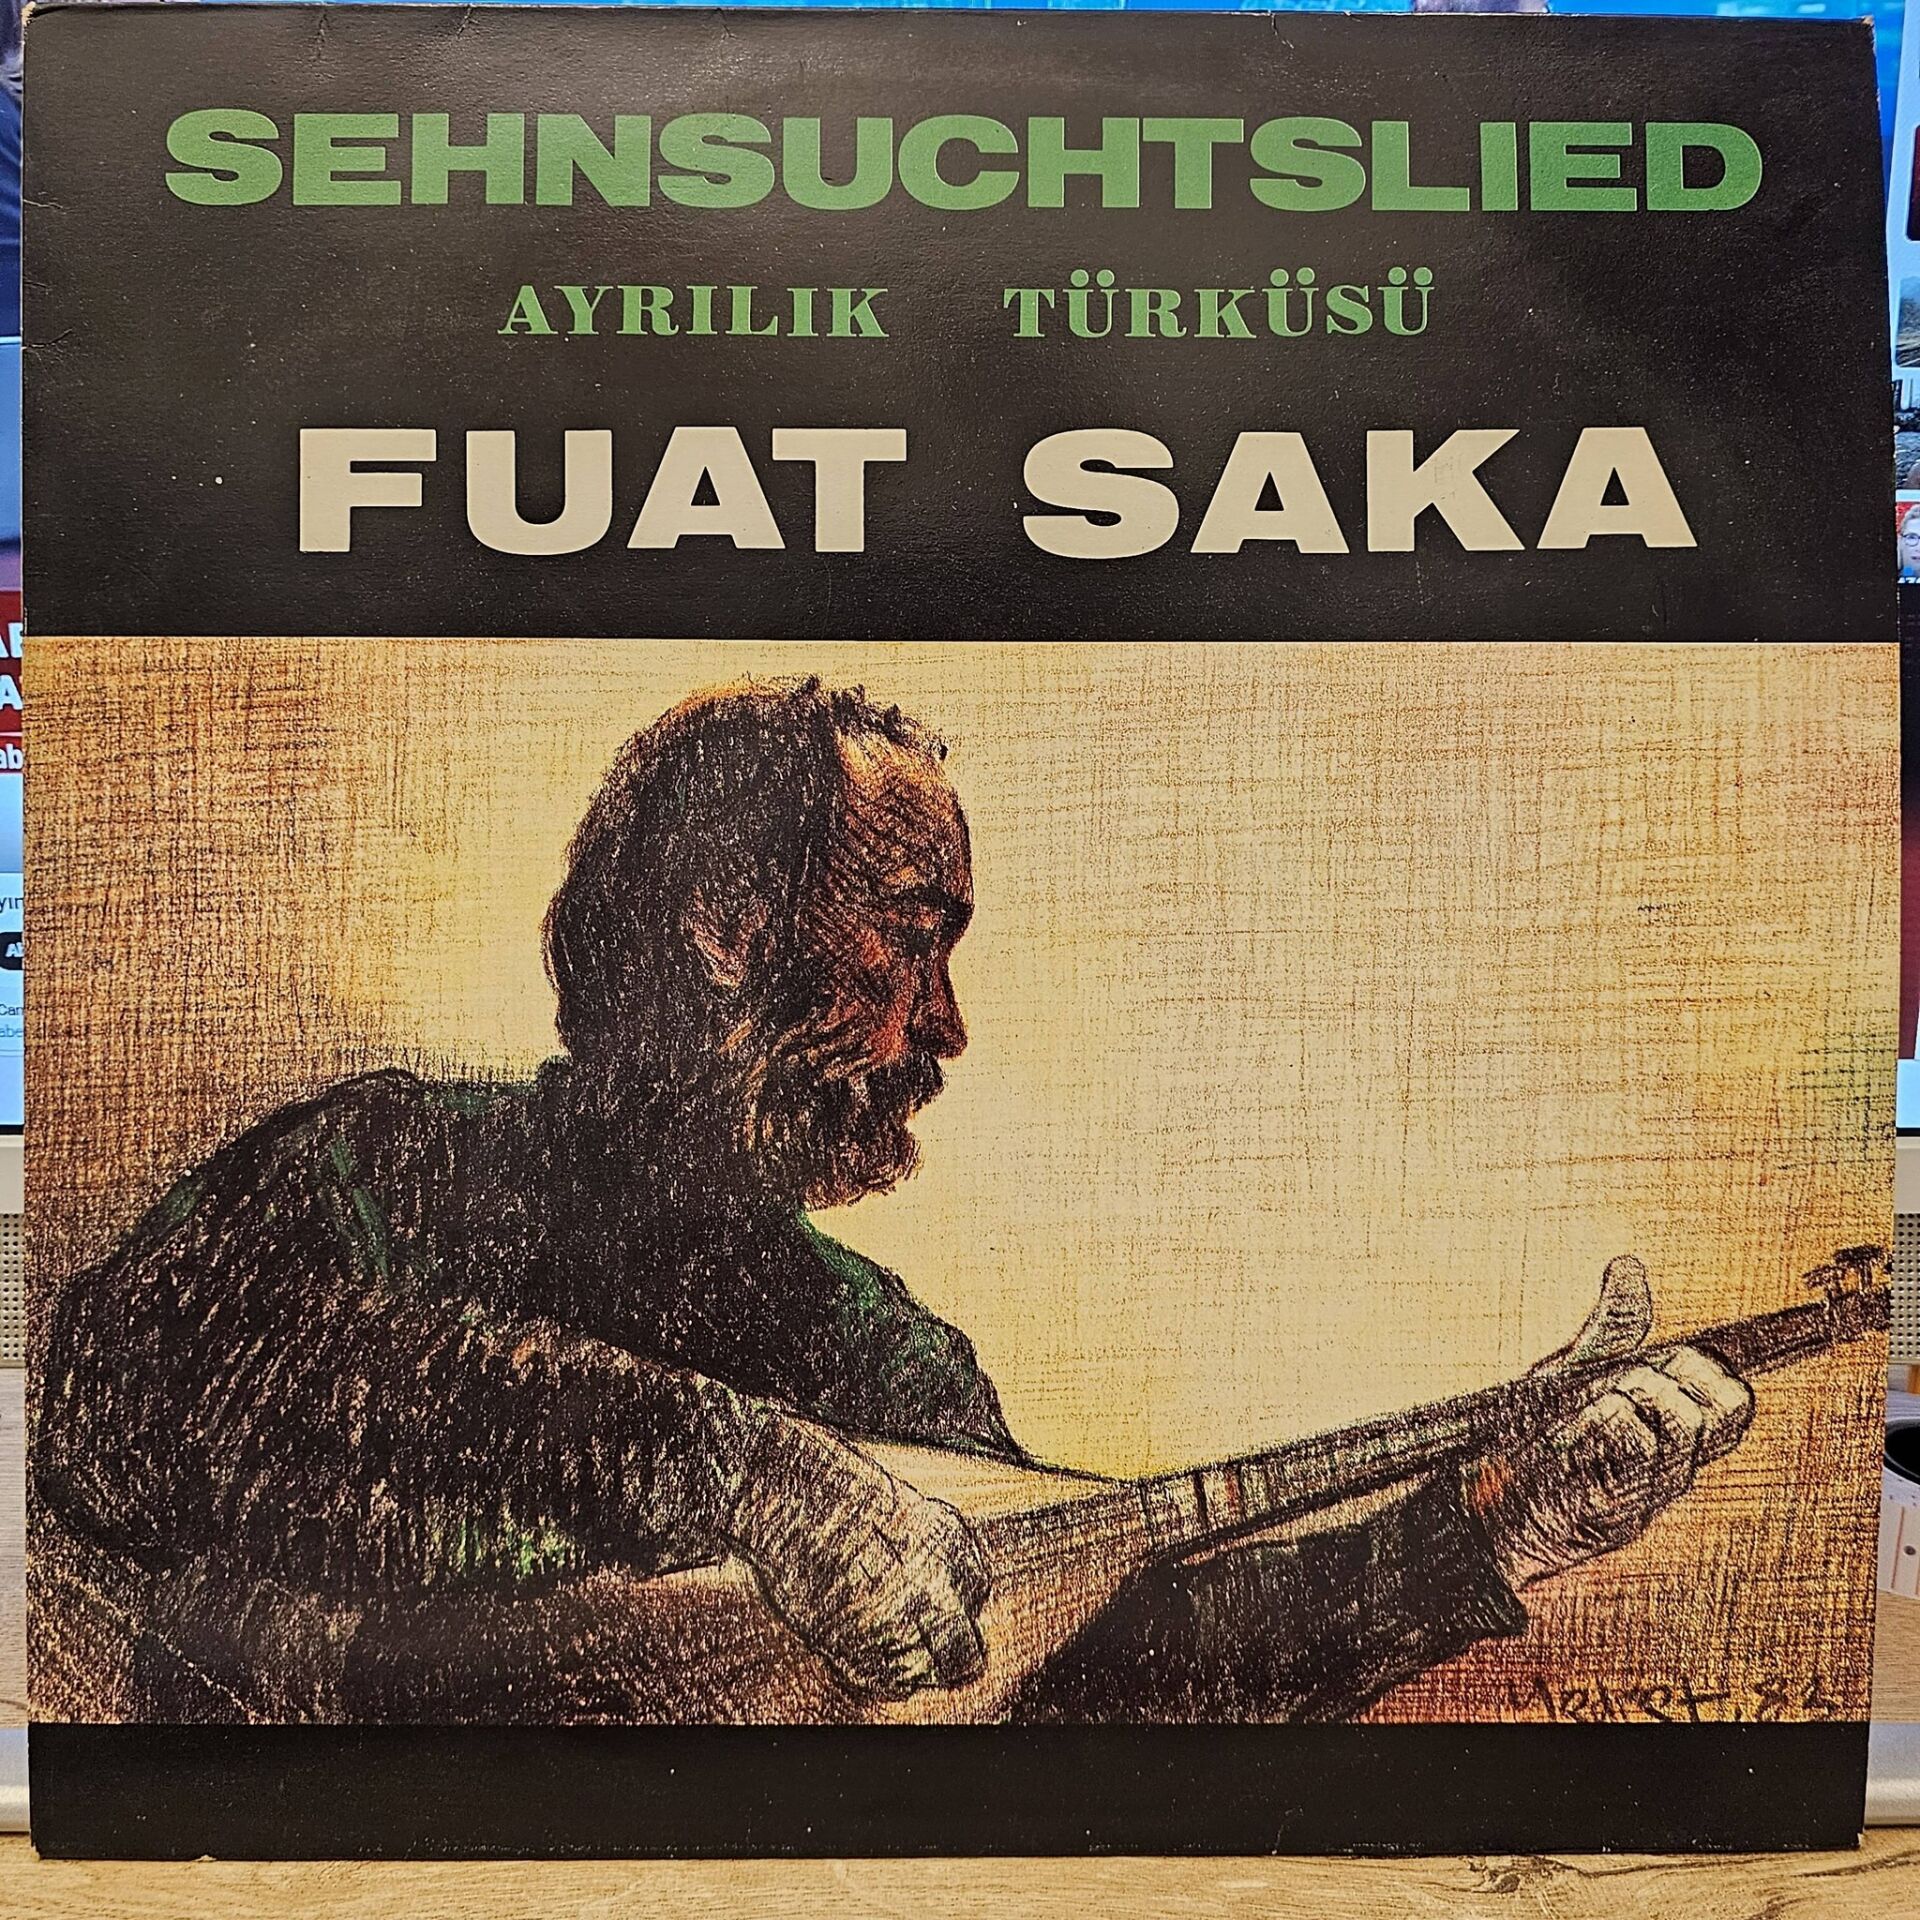 SEHNSUCHTSLIED
AYRILIK TÜRKÜSÜ
FUAT SAKA